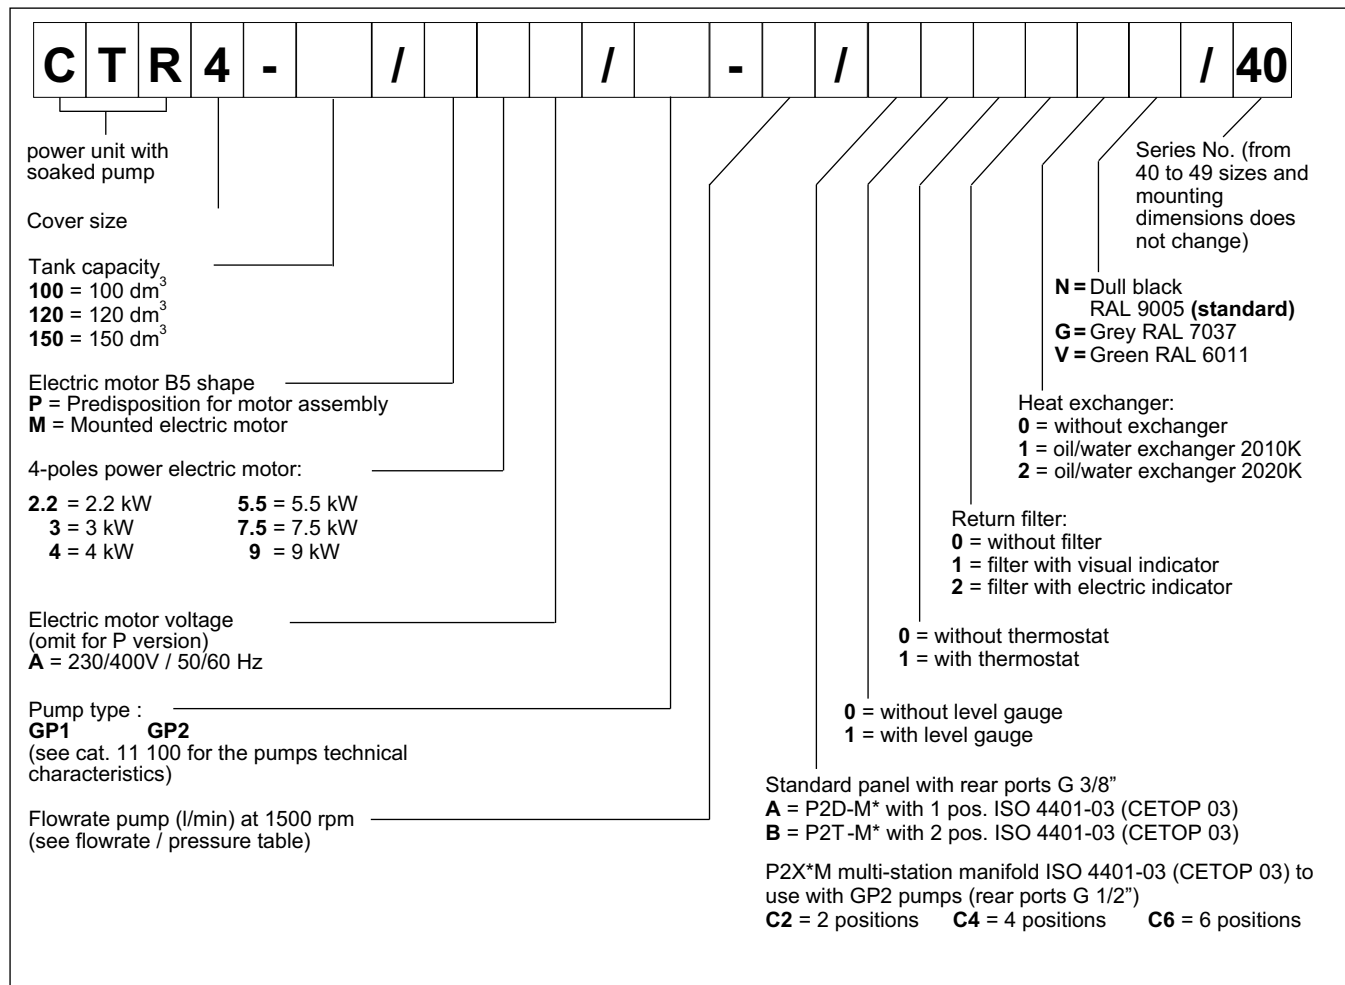 C T R 4 - / / - / / 40
power unit with
soaked pump
Cover size
Tank capacity
100 = 100 dm³
120 = 120 dm³
150 = 150 dm³
Electric motor B5 shape
P = Predisposition for motor assembly
M = Mounted electric motor
4-poles power electric motor:
2.2 = 2.2 kW 5.5 = 5.5 kW
3 = 3 kW 7.5 = 7.5 kW
4 = 4 kW 9 = 9 kW
Electric motor voltage
(omit for P version)
A = 230/400V / 50/60 Hz
Pump type :
GP1 GP2
(see cat. 11 100 for the pumps technical
characteristics)
Flowrate pump (l/min) at 1500 rpm
(see flowrate / pressure table)
Series No. (from
40 to 49 sizes and
mounting
dimensions does
not change)
N = Dull black
RAL 9005 (standard)
G = Grey RAL 7037
V = Green RAL 6011
Heat exchanger:
0 = without exchanger
1 = oil/water exchanger 2010K
2 = oil/water exchanger 2020K
Return filter:
0 = without filter
1 = filter with visual indicator
2 = filter with electric indicator
0 = without thermostat
1 = with thermostat
0 = without level gauge
1 = with level gauge
Standard panel with rear ports G 3/8”
A = P2D-M* with 1 pos. ISO 4401-03 (CETOP 03)
B = P2T-M* with 2 pos. ISO 4401-03 (CETOP 03)
P2X*M multi-station manifold ISO 4401-03 (CETOP 03) to
use with GP2 pumps (rear ports G 1/2”)
C2 = 2 positions C4 = 4 positions C6 = 6 positions